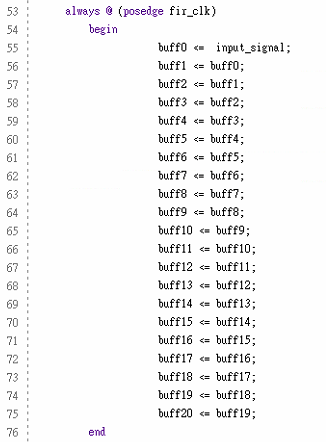 53 always @ (posedge fir_clk)
54 begin
55 buff0 <= input_signal;
56 buff1 <= buff0;
57 buff2 <= buff1;
58 buff3 <= buff2;
59 buff4 <= buff3;
60 buff5 <= buff4;
61 buff6 <= buff5;
62 buff7 <= buff6;
63 buff8 <= buff7;
64 buff9 <= buff8;
65 buff10 <= buff9;
66 buff11 <= buff10;
67 buff12 <= buff11;
68 buff13 <= buff12;
69 buff14 <= buff13;
70 buff15 <= buff14;
71 buff16 <= buff15;
72 buff17 <= buff16;
73 buff18 <= buff17;
74 buff19 <= buff18;
75 buff20 <= buff19;
76 end